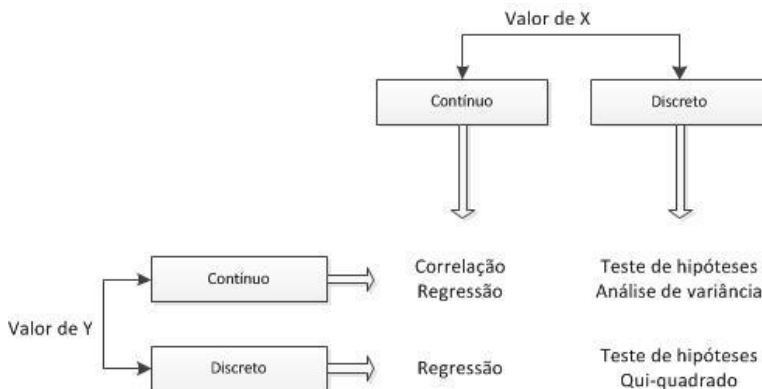 Valor de X
Contínuo
Discreto
Contínuo
Correlação
Regressão
Teste de hipóteses
Análise de variância
Valor de Y
Discreto
Regressão
Teste de hipóteses
Qui-quadrado